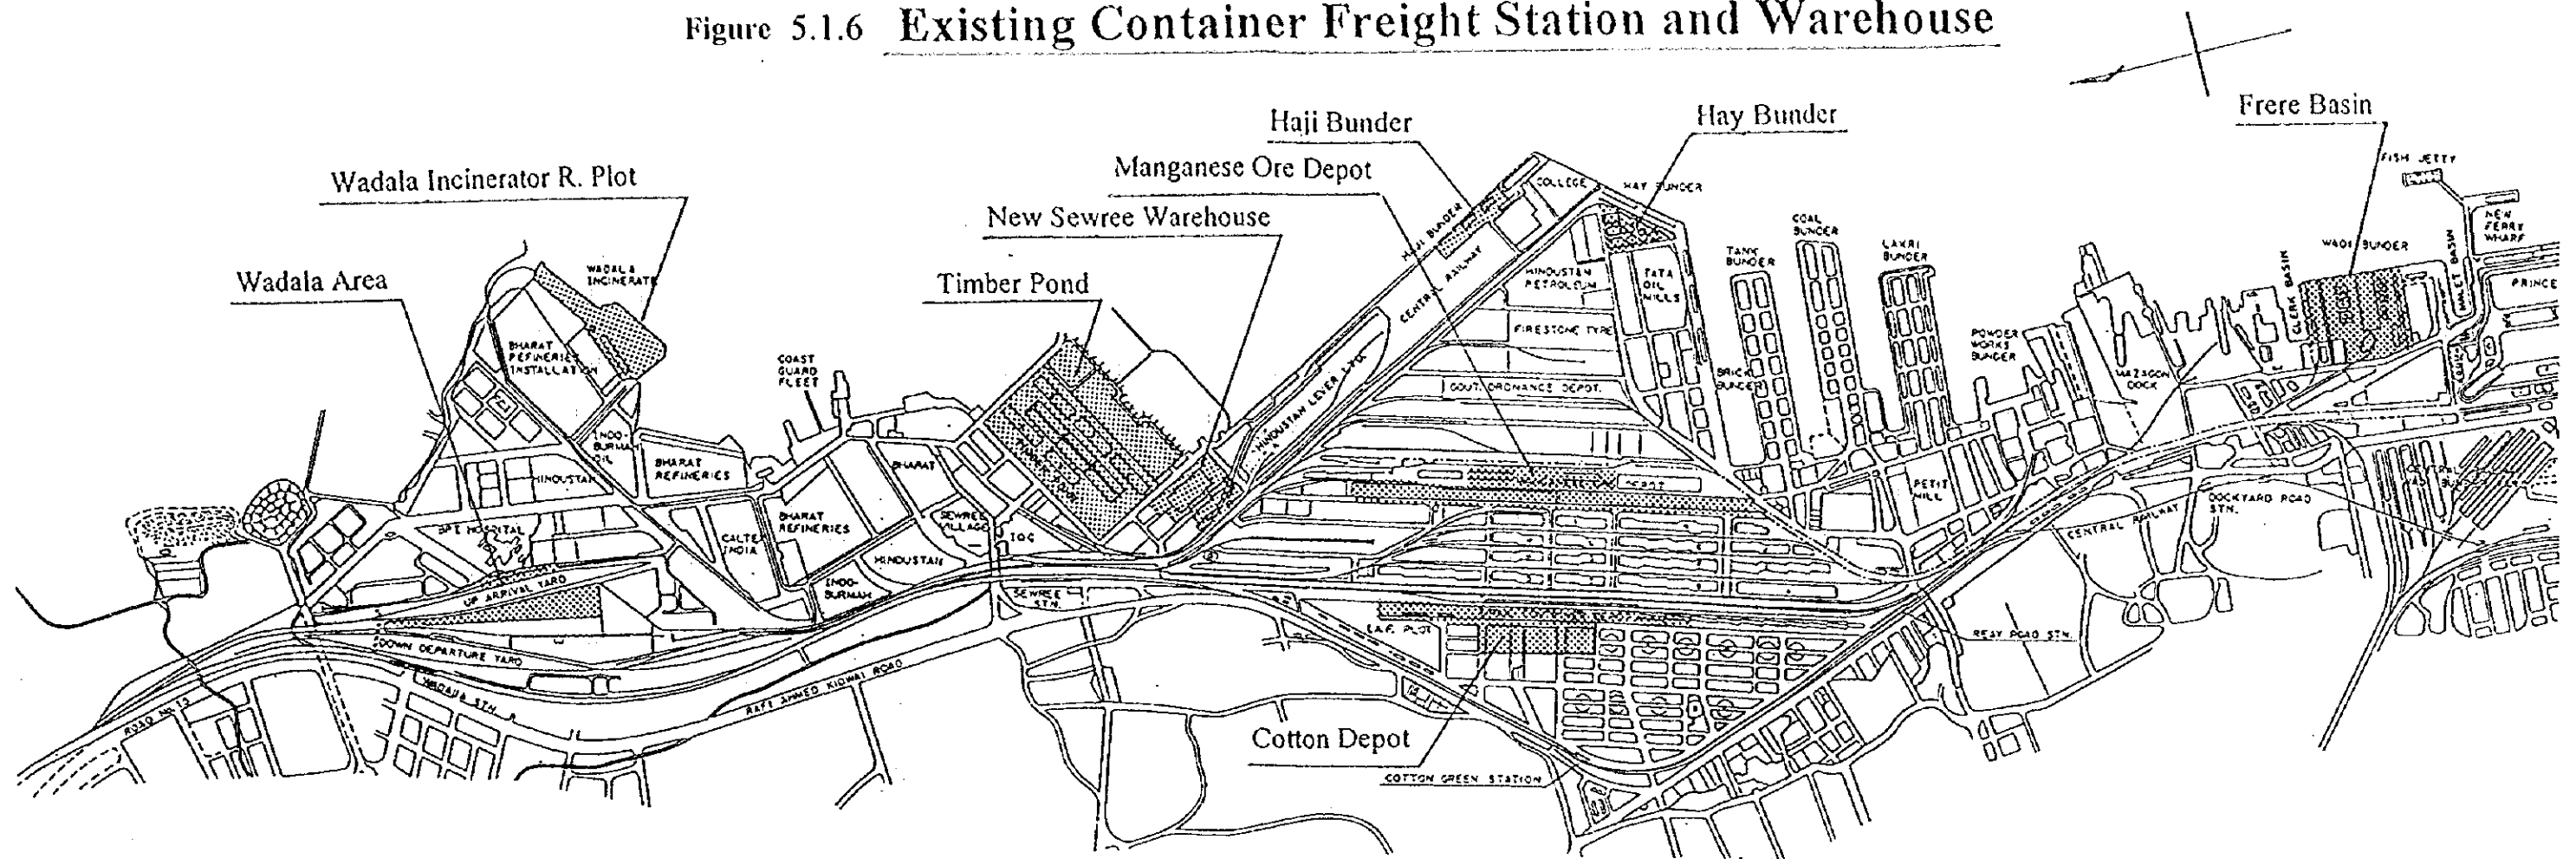 Figure 5.1.6 Existing Container Freight Station and Warehouse
Frere Basin
Haji Bunder
Hay Bunder
Manganese Ore Depot
Wadala Incinerator R. Plot
New Sewree Warehouse
Wadala Area
Timber Pond
Cotton Depot
FISH JETTY
COLLEGE
HAY BUNDER
HAJI BUNDER
CENTRAL RAILWAY
NEW
FERRY
WHARF
COAL
BUNDER
TANK
BUNDER
LAKRI
BUNDER
WADI BUNDER
PRINCE
HINDUSTAN
PETROLEUM
TATA
OIL
MILLS
FIRESTONE TYRE
BRICK
BUNDER
POWDER
WORKS
BUNDER
MAZAGON
DOCK
GOVT. ORDNANCE DEPOT.
HINDUSTAN LEVER LTD.
COAST
GUARD
FLEET
BHARAT
REFINERIES
INSTALLATION
INDO-
BURMAH
OIL
BHARAT
REFINERIES
HINDUSTAN
BHARAT
BHARAT
REFINERIES
CALTEX
INDIA
SEWREE
VILLAGE
I.O.C
HINDUSTAN
INDO-
BURMAH
SEWREE
STN.
B.P.T. HOSPITAL
UP ARRIVAL YARD
DOWN DEPARTURE YARD
WADALA STN.
ROAD No 13
RAFI AHMED KIDWAI ROAD
PETIT
MILL
DOCKYARD ROAD
STN.
CENTRAL RAILWAY
REAY ROAD STN.
COTTON GREEN STATION